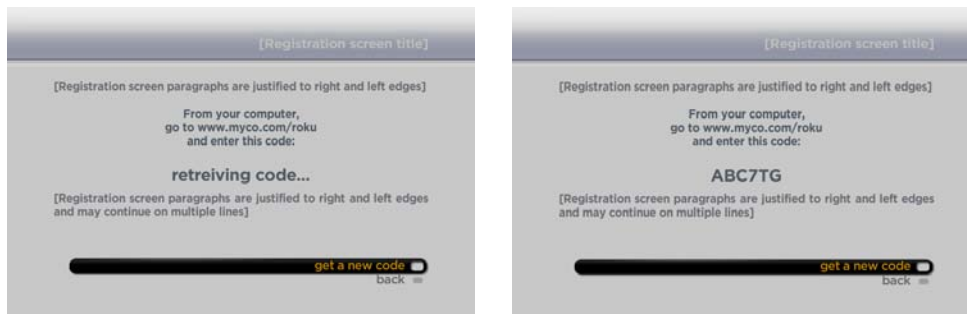 [Registration screen title]
[Registration screen paragraphs are justified to right and left edges]
From your computer,
go to www.myco.com/roku
and enter this code:
retreiving code...
[Registration screen paragraphs are justified to right and left edges
and may continue on multiple lines]
get a new code
back
[Registration screen title]
[Registration screen paragraphs are justified to right and left edges]
From your computer,
go to www.myco.com/roku
and enter this code:
ABC7TG
[Registration screen paragraphs are justified to right and left edges
and may continue on multiple lines]
get a new code
back